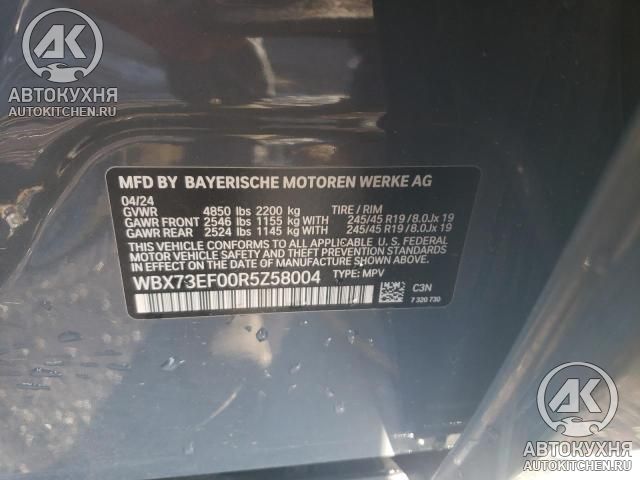 АК
АВТОКУХНЯ
AUTOKITCHEN.RU
MFD BY BAYERISCHE MOTOREN WERKE AG
04/24
GVWR 4850 lbs 2200 kg TIRE / RIM
GAWR FRONT 2546 lbs 1155 kg WITH 245/45 R19 / 8.0Jx 19
GAWR REAR 2524 lbs 1145 kg WITH 245/45 R19 / 8.0Jx 19
THIS VEHICLE CONFORMS TO ALL APPLICABLE U. S. FEDERAL
MOTOR VEHICLE SAFETY, BUMPER, AND THEFT PREVENTION STANDARDS
IN EFFECT ON THE DATE OF MANUFACTURE SHOWN ABOVE.
WBX73EF00R5Z58004 TYPE: MPV
C3N
7 320 730
АК
АВТОКУХНЯ
AUTOKITCHEN.RU